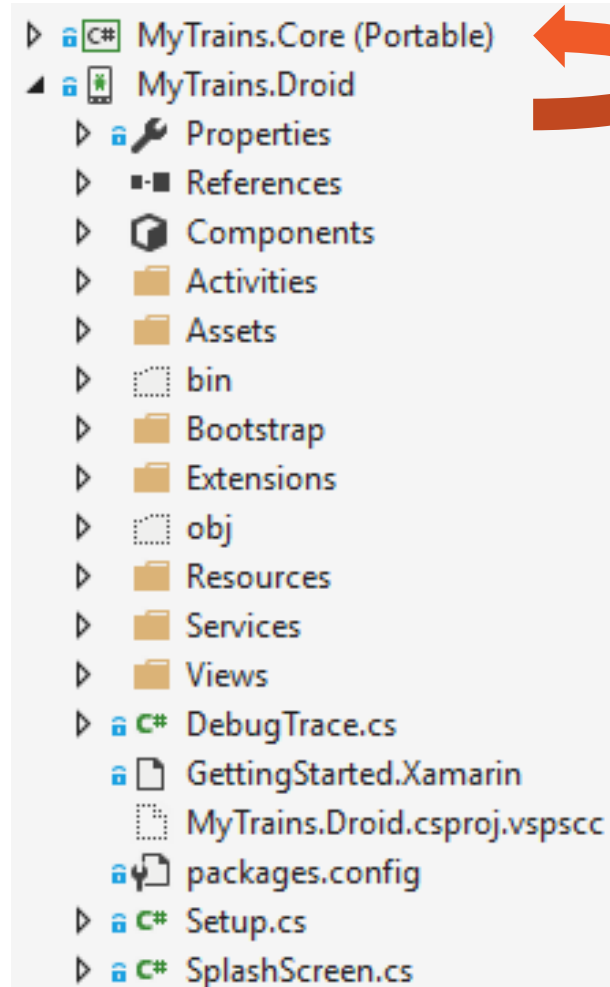 C# MyTrains.Core (Portable)
MyTrains.Droid
Properties
References
Components
Activities
Assets
bin
Bootstrap
Extensions
obj
Resources
Services
Views
C# DebugTrace.cs
GettingStarted.Xamarin
MyTrains.Droid.csproj.vspscc
packages.config
C# Setup.cs
C# SplashScreen.cs